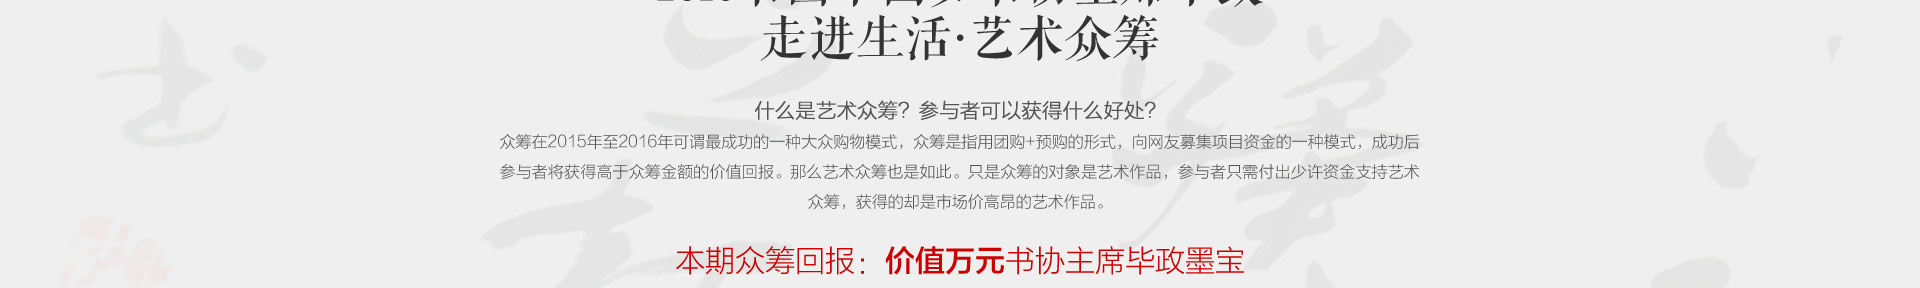 走进生活·艺术众筹
什么是艺术众筹？参与者可以获得什么好处？
众筹在2015年至2016年可谓最成功的一种大众购物模式，众筹是指用团购+预购的形式，向网友募集项目资金的一种模式，成功后
参与者将获得高于众筹金额的价值回报。那么艺术众筹也是如此。只是众筹的对象是艺术作品，参与者只需付出少许资金支持艺术
众筹，获得的却是市场价高昂的艺术作品。
本期众筹回报：价值万元书协主席毕政墨宝